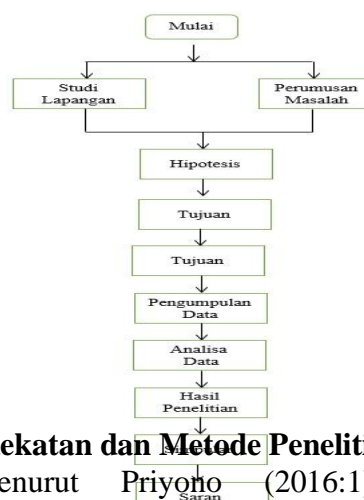 Mulai
Studi
Lapangan
Perumusan
Masalah
Hipotesis
Tujuan
Tujuan
Pengumpulan
Data
Analisa
Data
Hasil
Penelitian
ekatan dan Metode Peneliti
enurut Priyono (2016:1
Saran